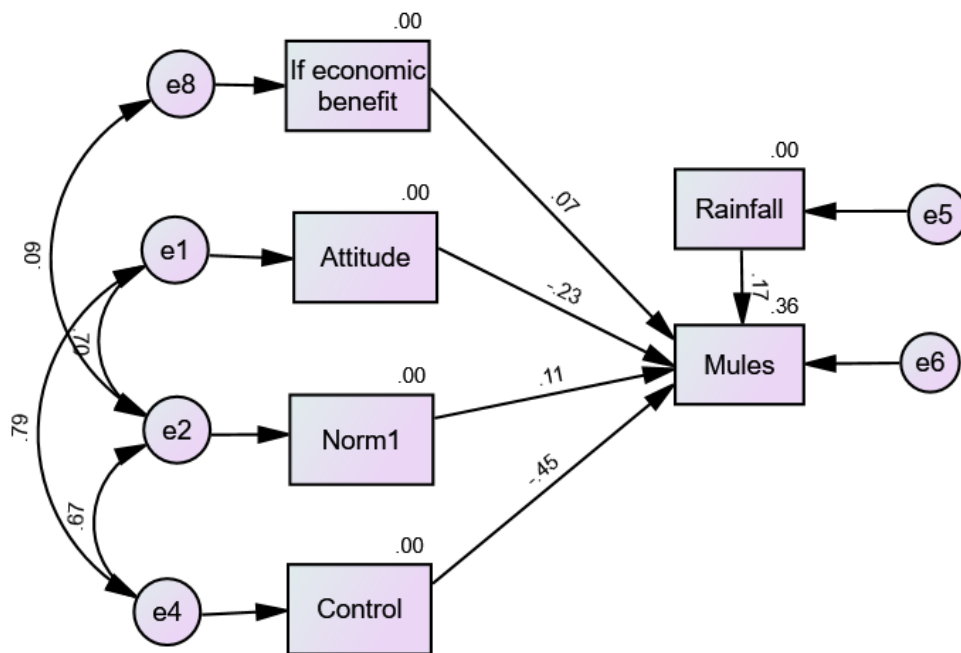 .00
e8
If economic
benefit
.09
.07
.00
e1
Attitude
-.23
.00
Rainfall
e5
.17
.70
.79
.36
Mules
e6
.00
e2
Norm1
.11
.67
-.45
.00
e4
Control